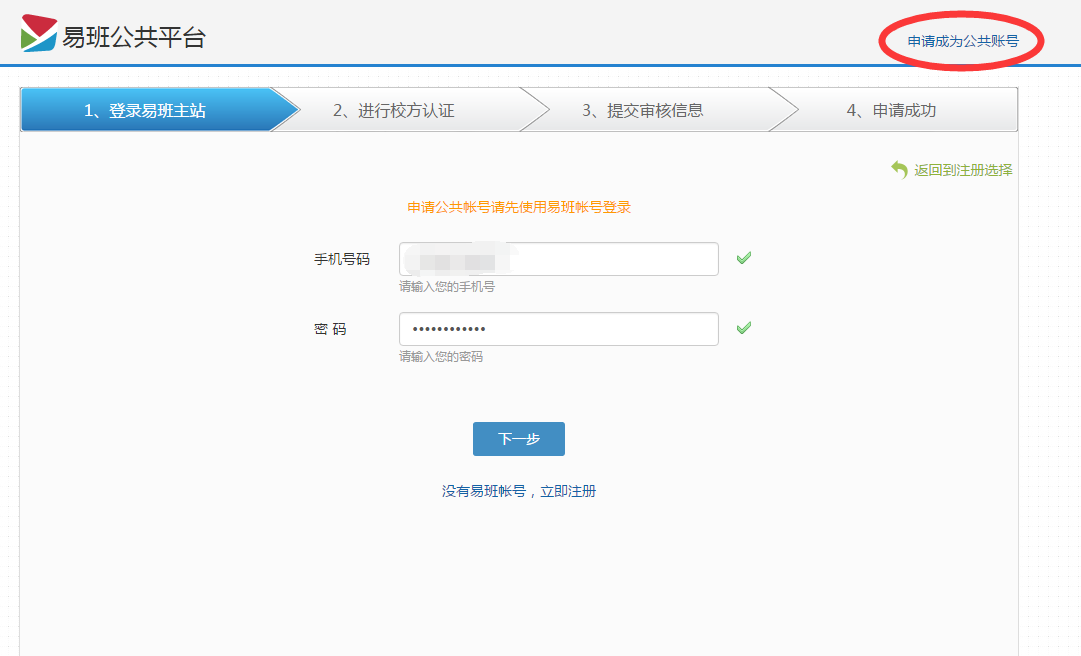 易班公共平台
申请成为公共账号
1、登录易班主站
2、进行校方认证
3、提交审核信息
4、申请成功
返回到注册选择
申请公共帐号请先使用易班帐号登录
手机号码
请输入您的手机号
密 码
••••••••••••
请输入您的密码
下一步
没有易班帐号，立即注册